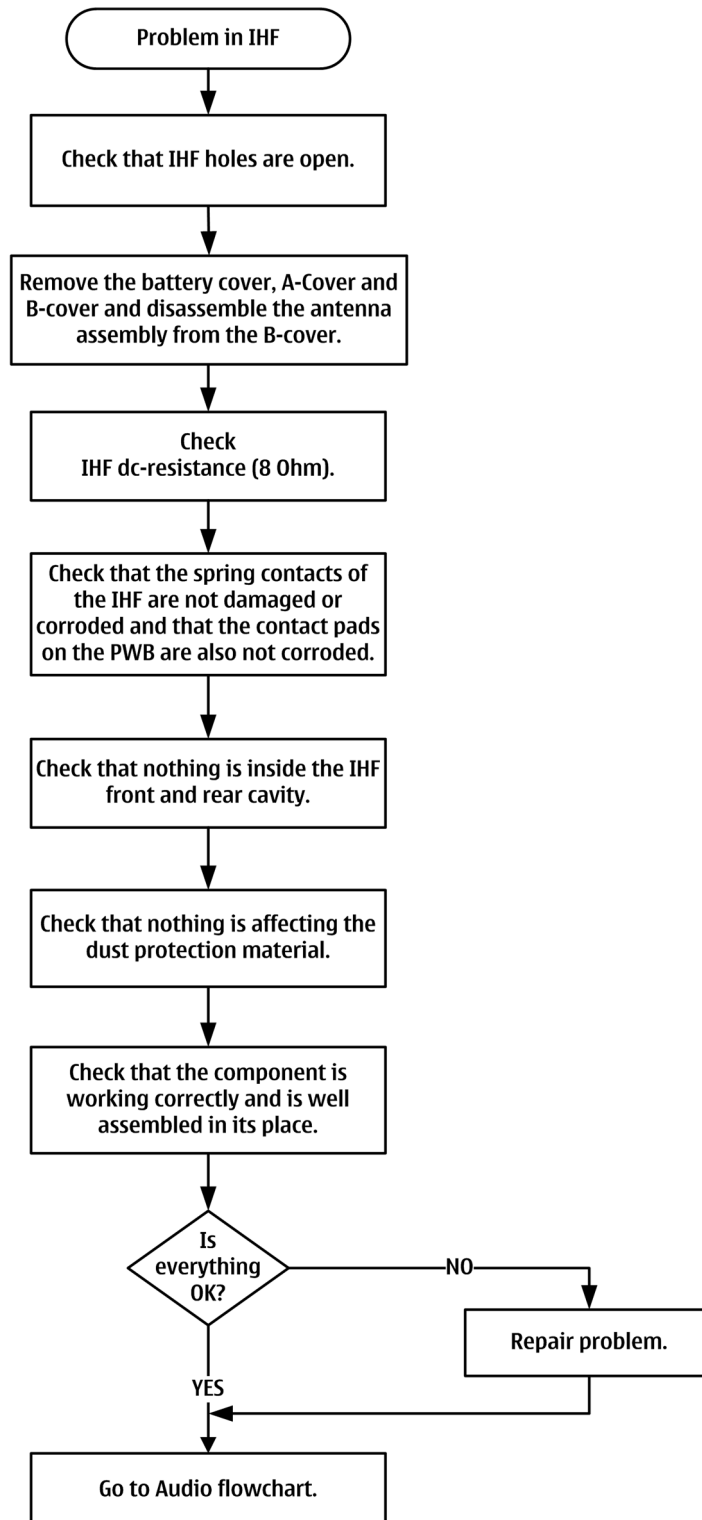 Problem in IHF
Check that IHF holes are open.
Remove the battery cover, A-Cover and
B-cover and disassemble the antenna
assembly from the B-cover.
Check
IHF dc-resistance (8 Ohm).
Check that the spring contacts of
the IHF are not damaged or
corroded and that the contact pads
on the PWB are also not corroded.
Check that nothing is inside the IHF
front and rear cavity.
Check that nothing is affecting the
dust protection material.
Check that the component is
working correctly and is well
assembled in its place.
Is
everything
OK?
NO
Repair problem.
YES
Go to Audio flowchart.